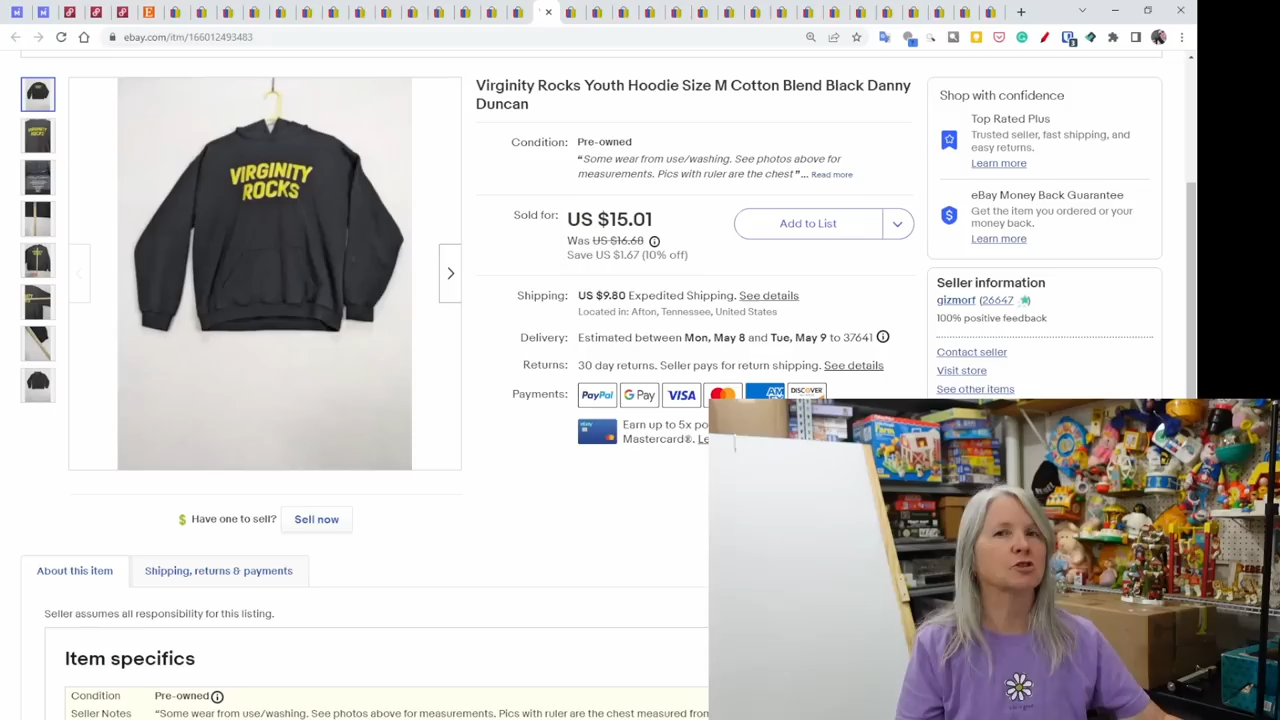 ebay.com/itm/166012493483
VIRGINITY
ROCKS
Virginity Rocks Youth Hoodie Size M Cotton Blend Black Danny
Duncan
Condition:
Pre-owned
“Some wear from use/washing. See photos above for
measurements. Pics with ruler are the chest ”... Read more
Sold for:
US $15.01
Was US $16.68
Save US $1.67 (10% off)
Add to List
Shipping:
US $9.80 Expedited Shipping. See details
Located in: Afton, Tennessee, United States
Delivery:
Estimated between Mon, May 8 and Tue, May 9 to 37641
Returns:
30 day returns. Seller pays for return shipping. See details
Payments:
PayPal
G Pay
VISA
AM
DISCOVER
ebay
Earn up to 5x po
Mastercard®. Le
Shop with confidence
Top Rated Plus
Trusted seller, fast shipping, and
easy returns.
Learn more
eBay Money Back Guarantee
Get the item you ordered or your
money back.
Learn more
Seller information
gizmorf (26647
100% positive feedback
Contact seller
Visit store
See other items
$ Have one to sell?
Sell now
About this item
Shipping, returns & payments
Seller assumes all responsibility for this listing.
Item specifics
Condition
Pre-owned
Seller Notes
“Some wear from use/washing. See photos above for measurements. Pics with ruler are the chest measured from